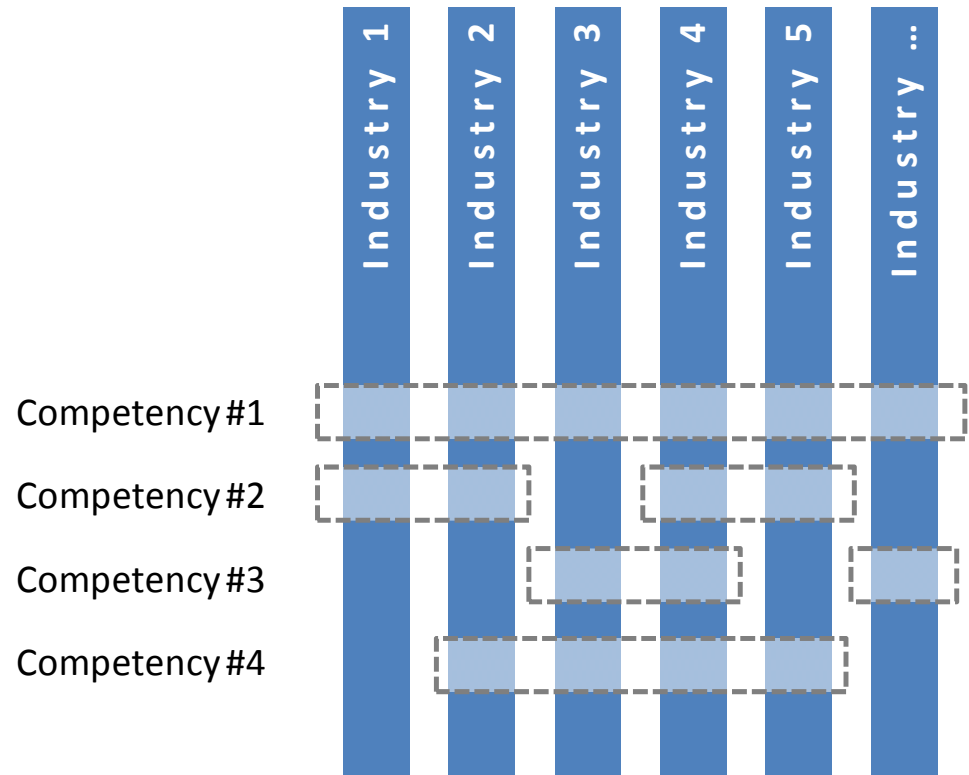 Industry 1
Industry 2
Industry 3
Industry 4
Industry 5
Industry ...
Competency #1
Competency #2
Competency #3
Competency #4